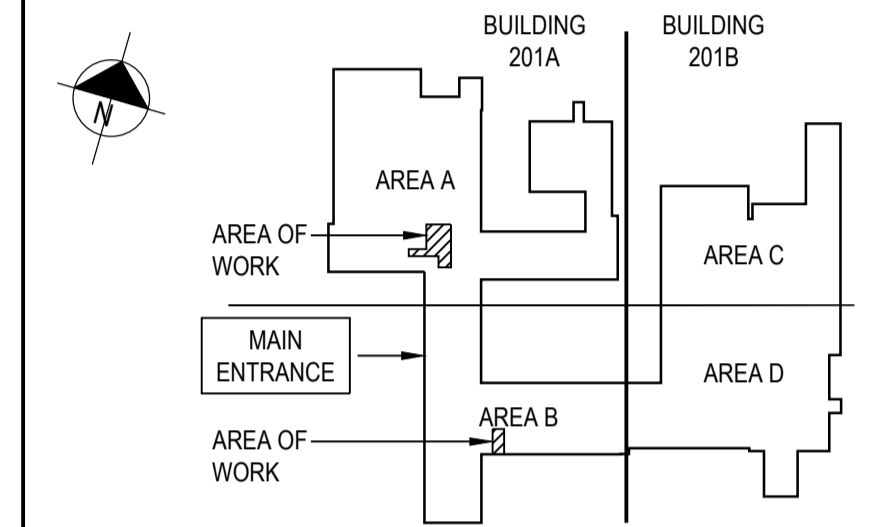 BUILDING
201A
BUILDING
201B
N
AREA A
AREA OF
WORK
AREA C
MAIN
ENTRANCE
AREA D
AREA B
AREA OF
WORK